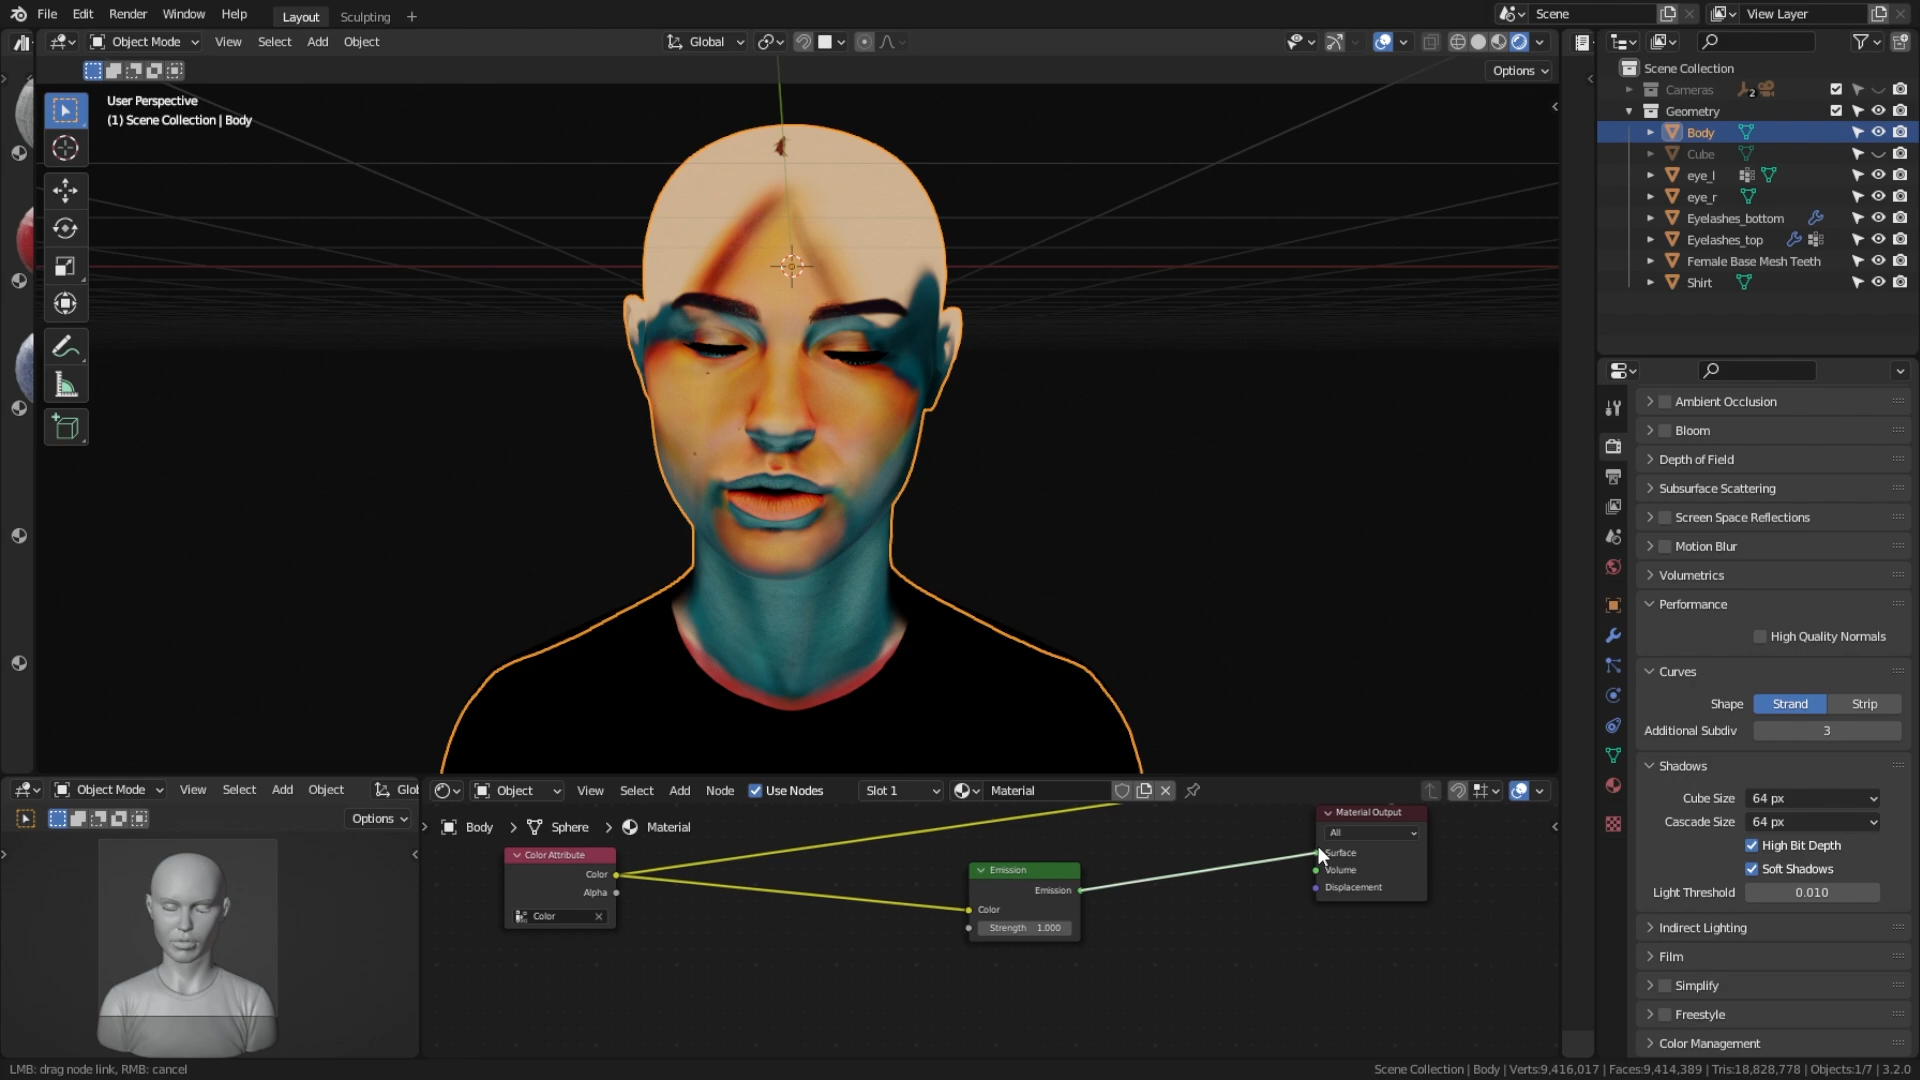 File Edit Render Window Help Layout Sculpting + Scene View Layer
Object Mode View Select Add Object Global
Options
User Perspective
(1) Scene Collection | Body
Scene Collection
Cameras 2
Geometry
Body
Cube
eye_l
eye_r
Eyelashes_bottom
Eyelashes_top
Female Base Mesh Teeth
Shirt
Ambient Occlusion
Bloom
Depth of Field
Subsurface Scattering
Screen Space Reflections
Motion Blur
Volumetrics
Performance
High Quality Normals
Curves
Shape Strand Strip
Additional Subdiv 3
Shadows
Cube Size 64 px
Cascade Size 64 px
High Bit Depth
Soft Shadows
Light Threshold 0.010
Indirect Lighting
Film
Simplify
Freestyle
Color Management
Object Mode View Select Add Object Glol
Options
Object View Select Add Node Use Nodes Slot 1 Material
Body > Sphere > Material
Color Attribute
Color
Alpha
Color
Emission
Emission
Color
Strength 1.000
Material Output
All
Surface
Volume
Displacement
LMB: drag node link, RMB: cancel
Scene Collection | Body | Verts:9,416,017 | Faces:9,414,389 | Tris:18,828,778 | Objects:1/7 | 3.2.0